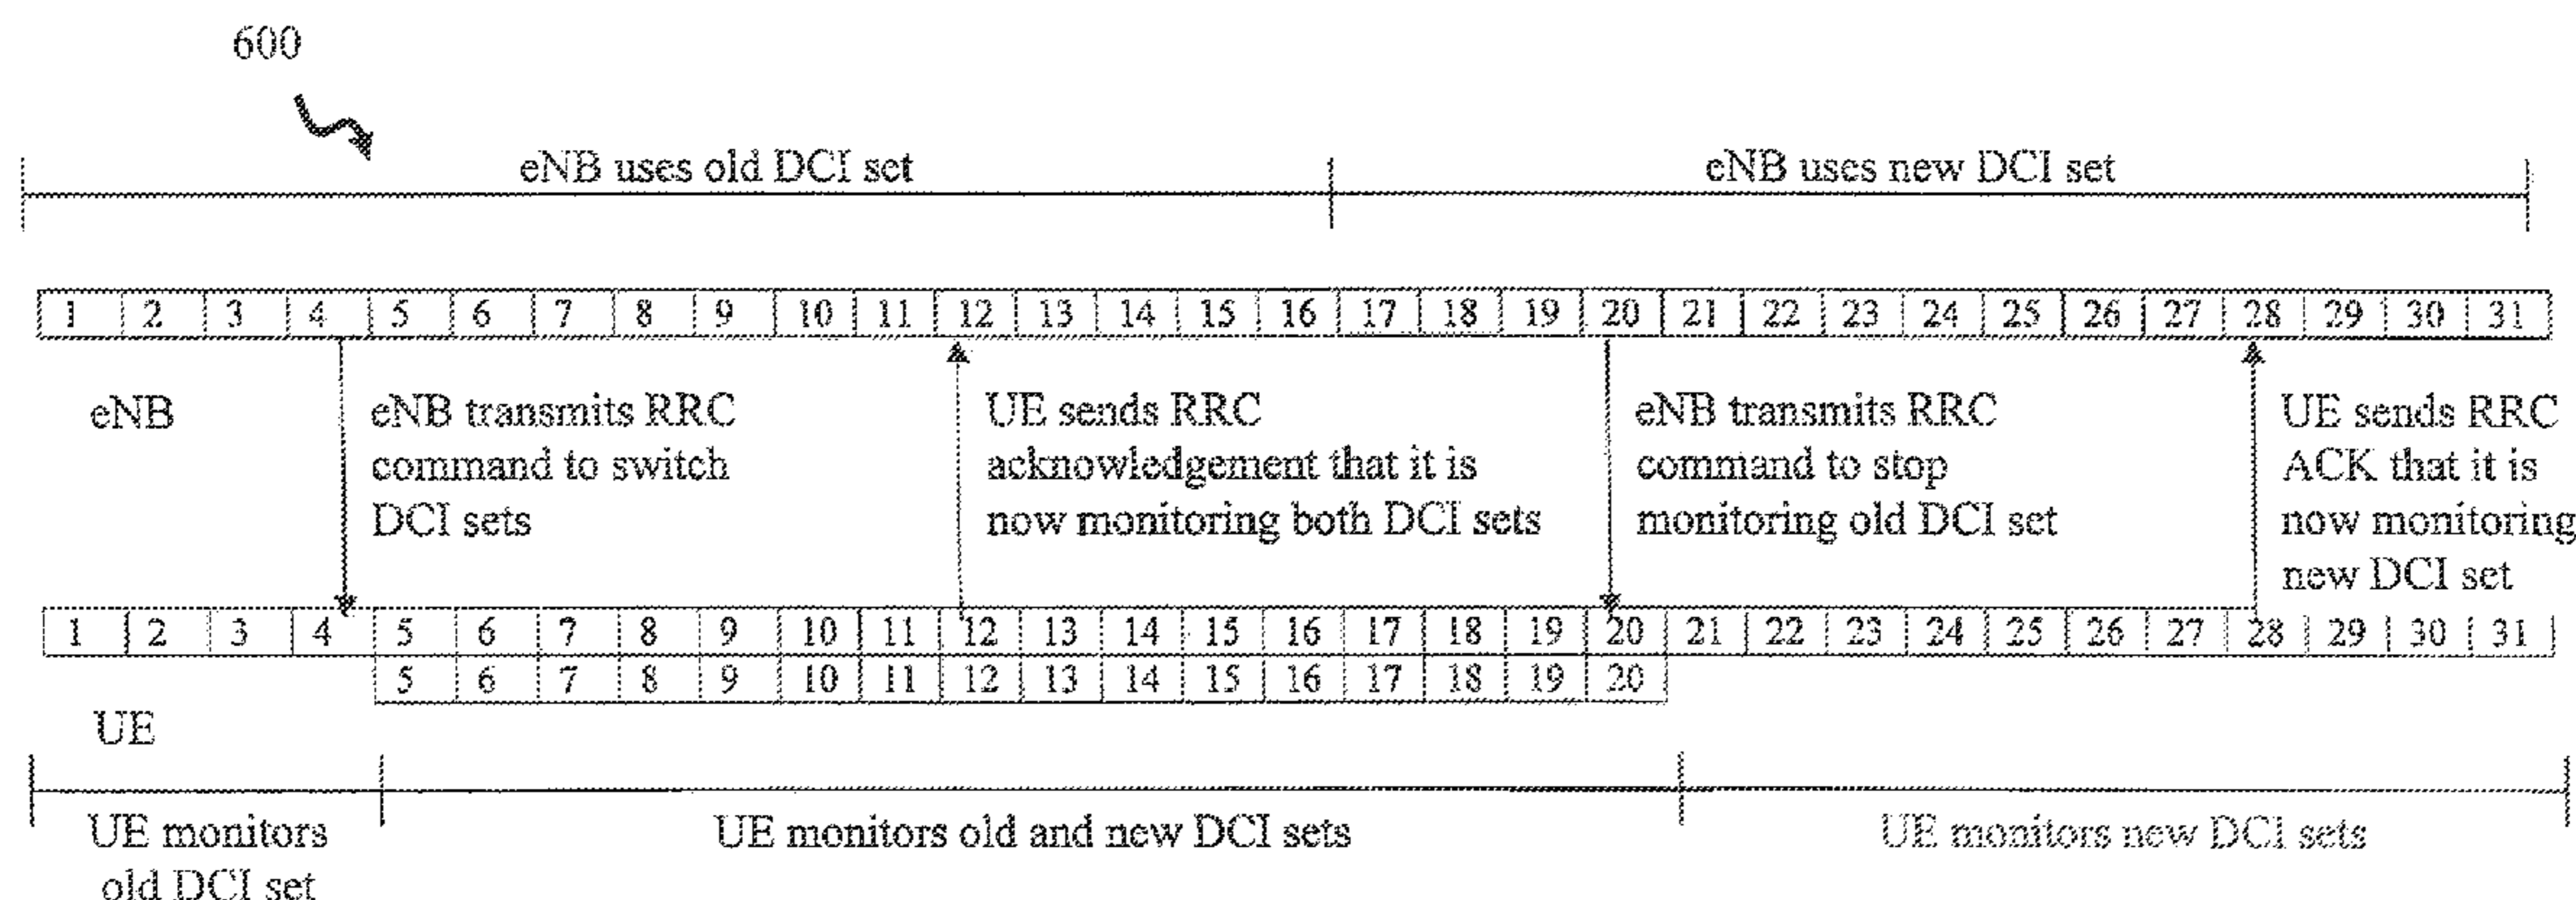 600
eNB uses old DCI set
eNB uses new DCI set
1 2 3 4 5 6 7 8 9 10 11 12 13 14 15 16 17 18 19 20 21 22 23 24 25 26 27 28 29 30 31
eNB
eNB transmits RRC
command to switch
DCI sets
UE sends RRC
acknowledgement that it is
now monitoring both DCI sets
eNB transmits RRC
command to stop
monitoring old DCI set
UE sends RRC
ACK that it is
now monitoring
new DCI set
1 2 3 4 5 6 7 8 9 10 11 12 13 14 15 16 17 18 19 20 21 22 23 24 25 26 27 28 29 30 31
5 6 7 8 9 10 11 12 13 14 15 16 17 18 19 20
UE
UE monitors
old DCI set
UE monitors old and new DCI sets
UE monitors new DCI sets